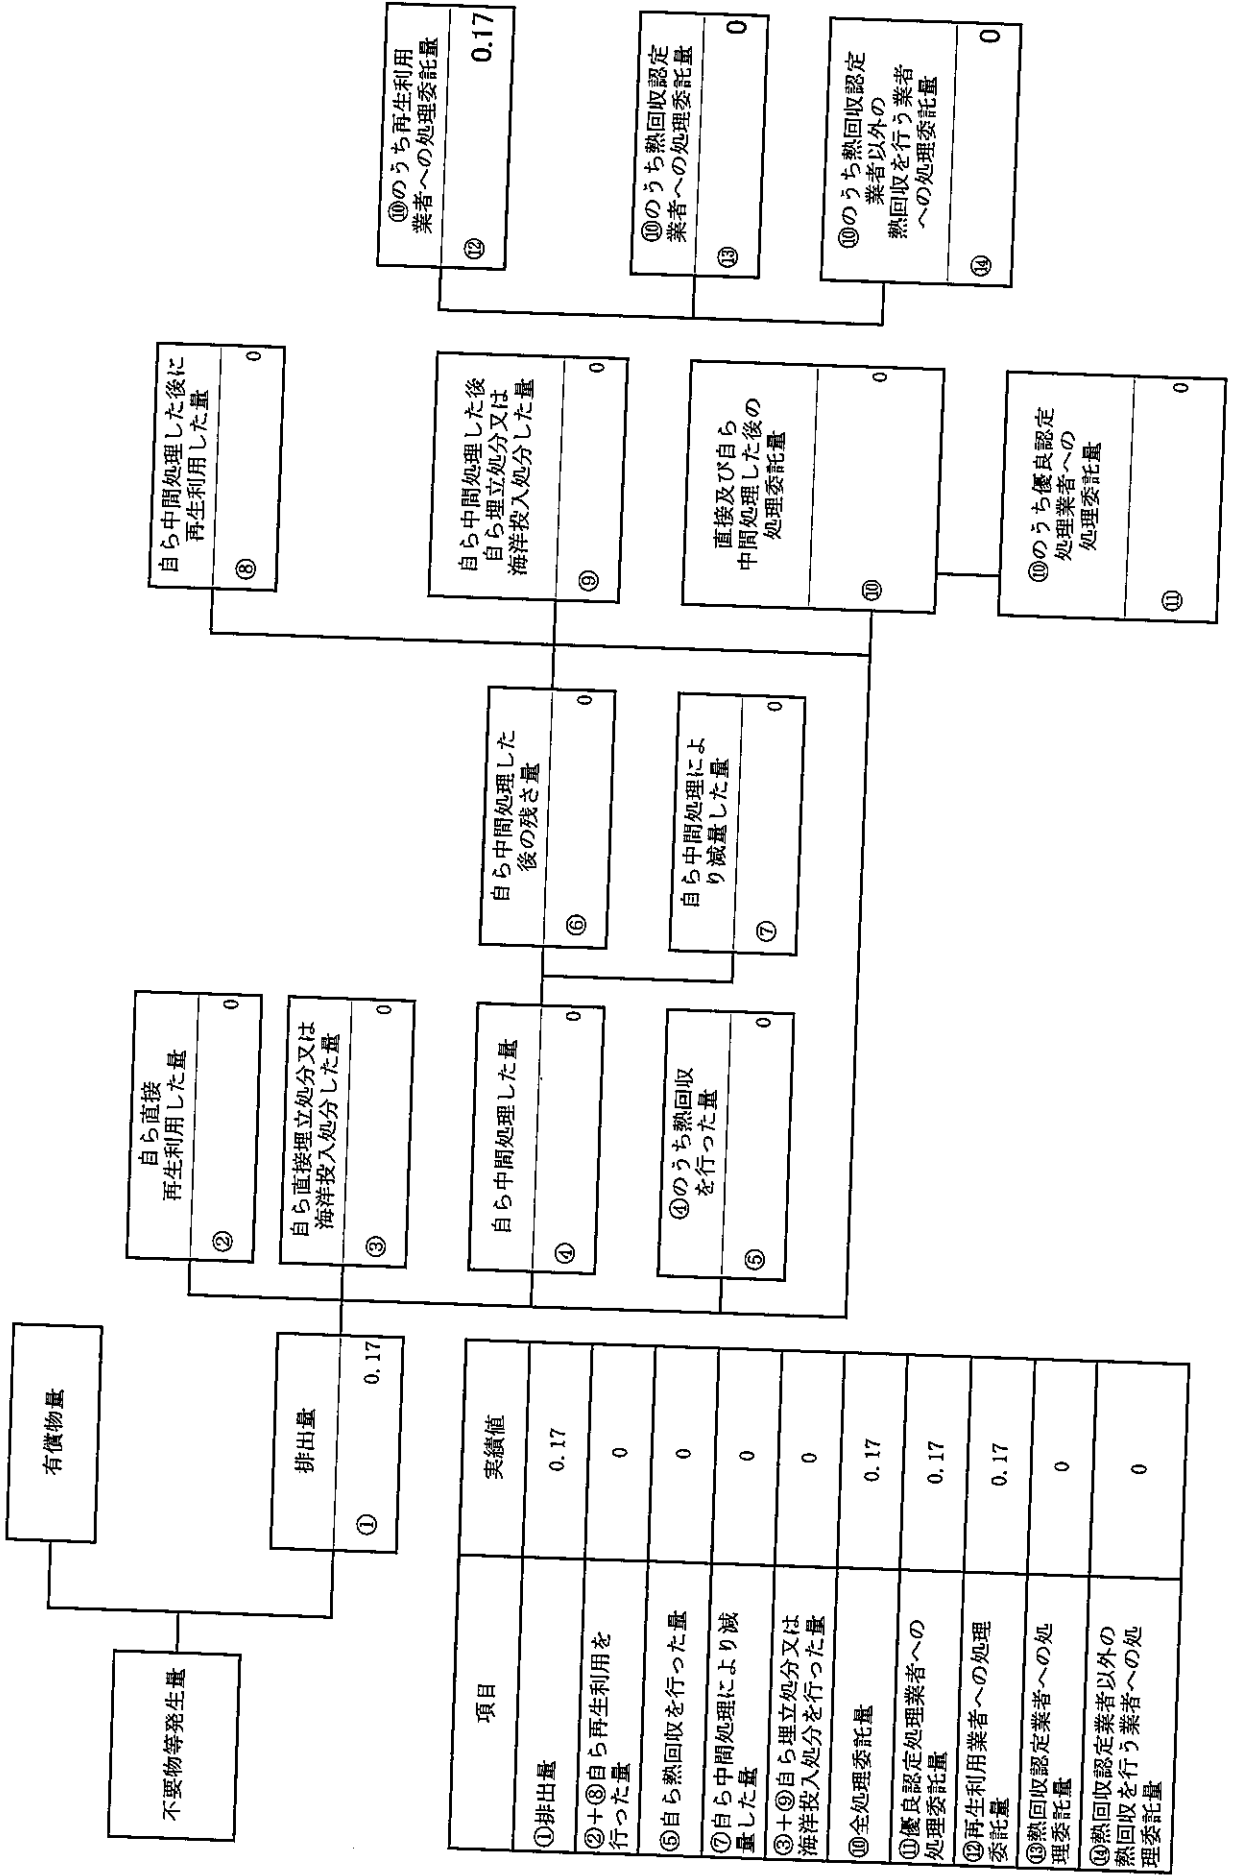 不要物等発生量
有償物量
排出量
① 0.17
自ら直接
再生利用した量
② 0
自ら直接埋立処分又は
海洋投入処分した量
③ 0
自ら中間処理した量
④ 0
④のうち熱回収
を行った量
⑤ 0
自ら中間処理した
後の残さ量
⑥ 0
自ら中間処理によ
り減量した量
⑦ 0
自ら中間処理した後に
再生利用した量
⑧ 0
自ら中間処理した後
自ら埋立処分又は
海洋投入処分した量
⑨ 0
直接及び自ら
中間処理した後の
処理委託量
⑩ 0
⑩のうち優良認定
処理業者への
処理委託量
⑪ 0
⑩のうち再生利用
業者への処理委託量
⑫ 0.17
⑩のうち熱回収認定
業者への処理委託量
⑬ 0
⑩のうち熱回収認定
業者以外の
熱回収を行う業者
への処理委託量
⑭ 0
項目 実績値
①排出量 0.17
②+⑧自ら再生利用を
行った量 0
⑤自ら熱回収を行った量 0
⑦自ら中間処理により減
量した量 0
③+⑨自ら埋立処分又は
海洋投入処分を行った量 0
⑩全処理委託量 0.17
⑪優良認定処理業者への
処理委託量 0.17
⑫再生利用業者への処理
委託量 0.17
⑬熱回収認定業者への処
理委託量 0
⑭熱回収認定業者以外の
熱回収を行う業者への処
理委託量 0